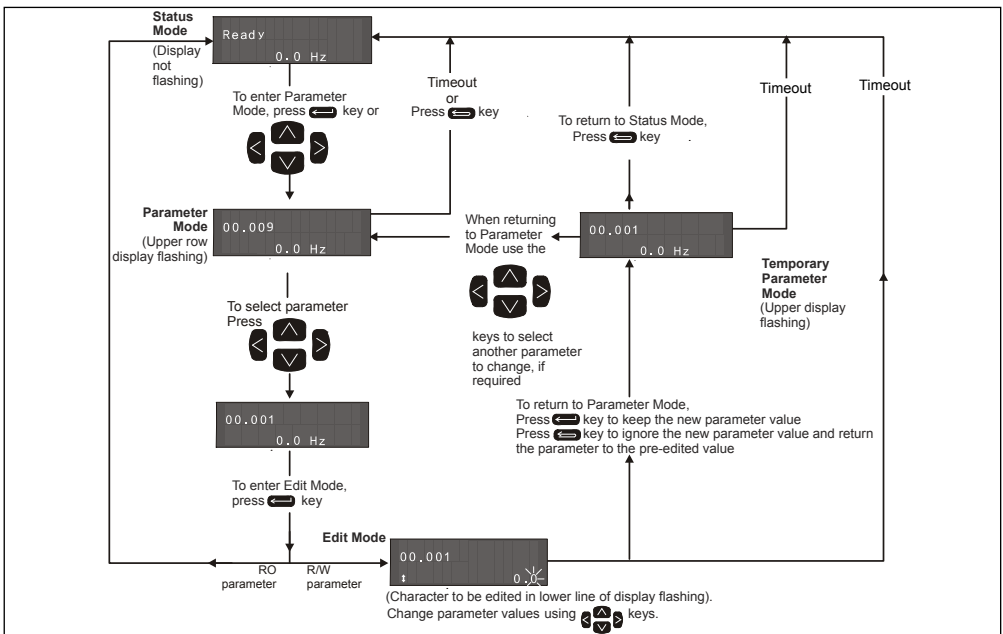 Status
Mode
(Display
not
flashing)
Ready
0.0 Hz
To enter Parameter
Mode, press key or
Timeout
or
Press key
To return to Status Mode,
Press key
.
Timeout
Timeout
Parameter
Mode
(Upper row
display flashing)
00.009
0.0 Hz
When returning
to Parameter
Mode use the
keys to select
another parameter
to change, if
required
00.001
0.0 Hz
Temporary
Parameter
Mode
(Upper display
flashing)
To select parameter
Press
00.001
0.0 Hz
To return to Parameter Mode,
Press key to keep the new parameter value
Press key to ignore the new parameter value and return
the parameter to the pre-edited value
To enter Edit Mode,
press key
RO
parameter
R/W
parameter
Edit Mode
00.001
0.0
(Character to be edited in lower line of display flashing).
Change parameter values using keys.